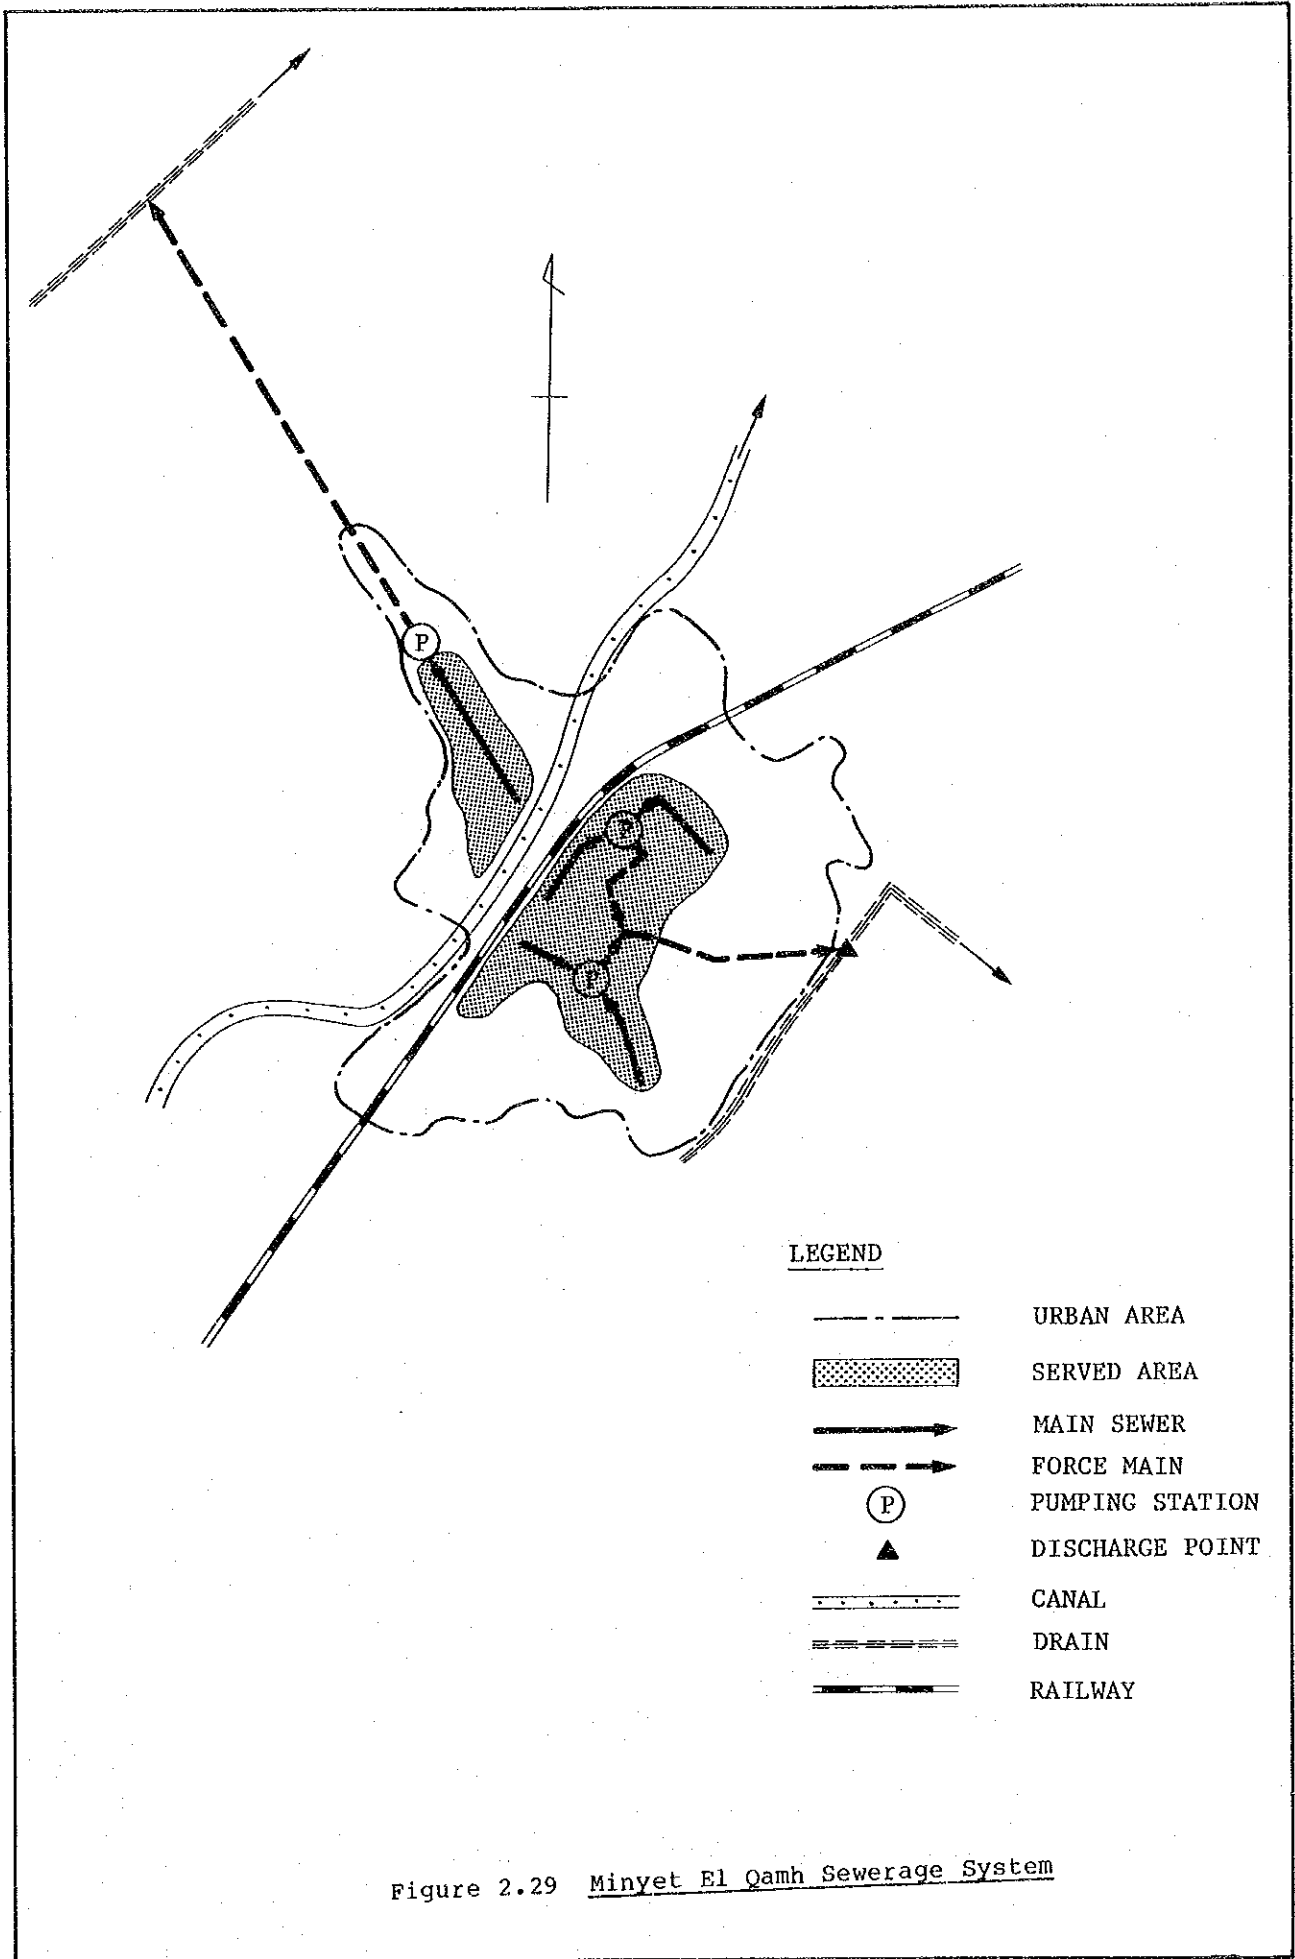 P
P
P
LEGEND
URBAN AREA
SERVED AREA
MAIN SEWER
FORCE MAIN
P PUMPING STATION
DISCHARGE POINT
CANAL
DRAIN
RAILWAY
Figure 2.29 Minyet El Qamh Sewerage System